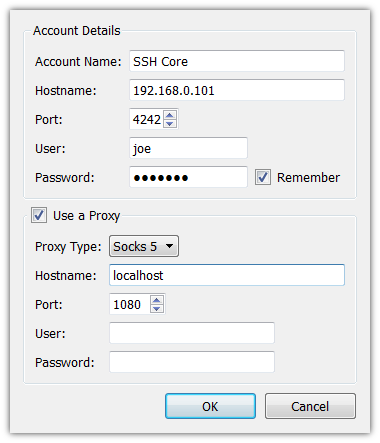 Account Details
Account Name: SSH Core
Hostname: 192.168.0.101
Port: 4242
User: joe
Password: ●●●●●●● Remember
Use a Proxy
Proxy Type: Socks 5
Hostname: localhost
Port: 1080
User:
Password:
OK Cancel